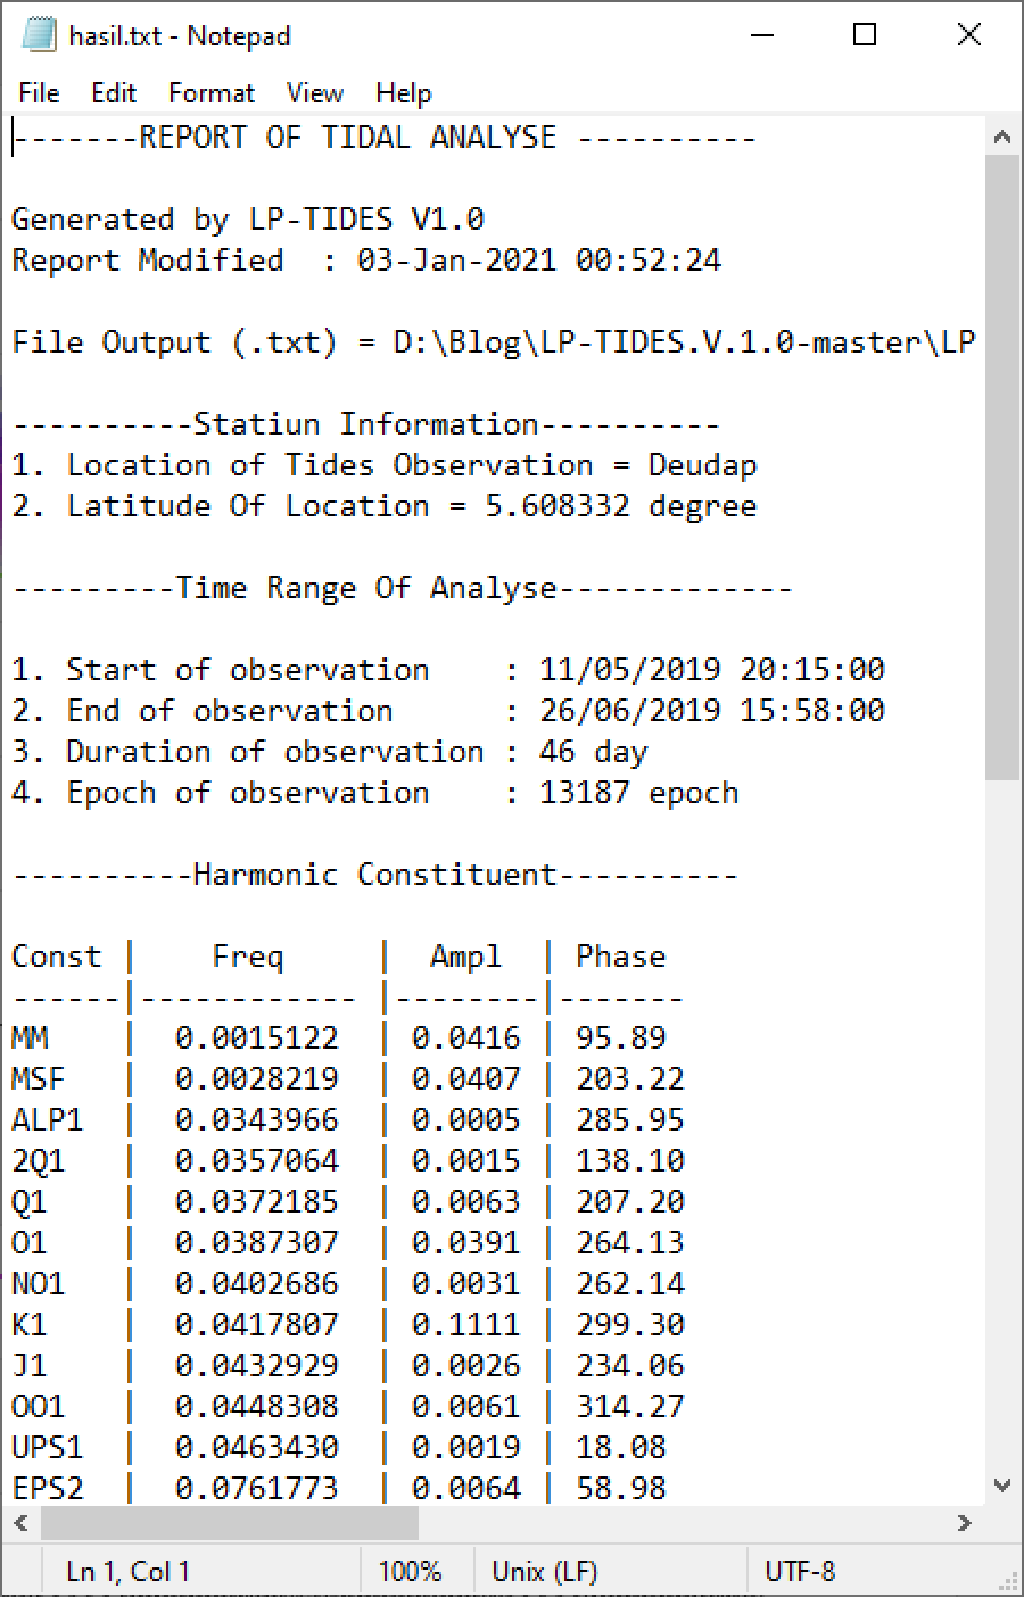 hasil.txt - Notepad
File Edit Format View Help
-------REPORT OF TIDAL ANALYSE ----------
Generated by LP-TIDES V1.0
Report Modified  : 03-Jan-2021 00:52:24
File Output (.txt) = D:\Blog\LP-TIDES.V.1.0-master\LP
----------Statiun Information----------
1. Location of Tides Observation = Deudap
2. Latitude Of Location = 5.608332 degree
---------Time Range Of Analyse-------------
1. Start of observation    : 11/05/2019 20:15:00
2. End of observation      : 26/06/2019 15:58:00
3. Duration of observation : 46 day
4. Epoch of observation    : 13187 epoch
----------Harmonic Constituent----------
Const |    Freq     |  Ampl  | Phase
------|------------ |--------|-------
MM    |  0.0015122  | 0.0416 | 95.89
MSF   |  0.0028219  | 0.0407 | 203.22
ALP1  |  0.0343966  | 0.0005 | 285.95
2Q1   |  0.0357064  | 0.0015 | 138.10
Q1    |  0.0372185  | 0.0063 | 207.20
O1    |  0.0387307  | 0.0391 | 264.13
NO1   |  0.0402686  | 0.0031 | 262.14
K1    |  0.0417807  | 0.1111 | 299.30
J1    |  0.0432929  | 0.0026 | 234.06
OO1   |  0.0448308  | 0.0061 | 314.27
UPS1  |  0.0463430  | 0.0019 | 18.08
EPS2  |  0.0761773  | 0.0064 | 58.98
Ln 1, Col 1 100% Unix (LF) UTF-8